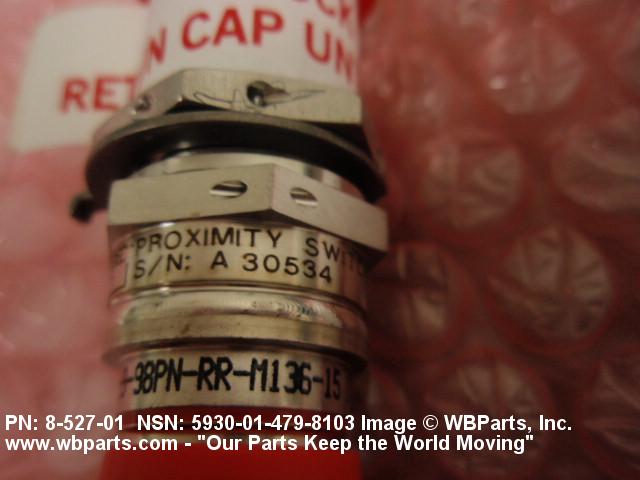 N CAP UN
RET
PROXIMITY SWITC
S/N: A 30534
-98PN-RR-M136-15
PN: 8-527-01 NSN: 5930-01-479-8103 Image © WBParts, Inc.
www.wbparts.com - "Our Parts Keep the World Moving"